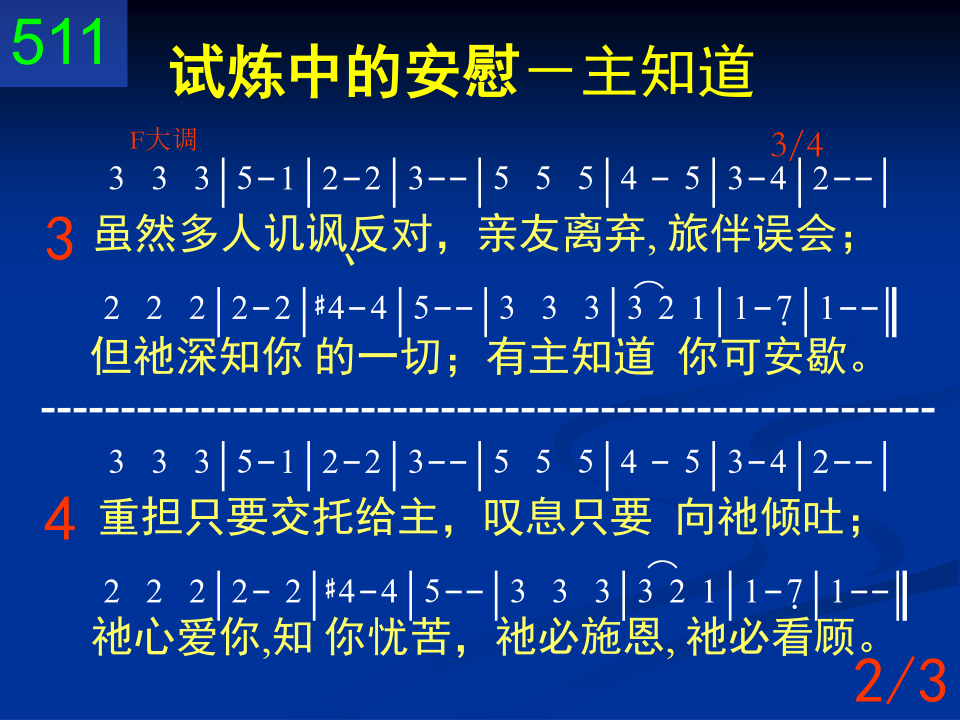 511
试炼中的安慰－主知道
F大调
3/4
3 3 3|5-1|2-2|3--|5 5 5|4 - 5|3-4|2--|
3 虽然多人讥讽反对，亲友离弃, 旅伴误会；
2 2 2|2-2|#4-4|5--|3 3 3|3 2 1|1-7̣|1--‖
但祂深知你 的一切；有主知道 你可安歇。
--------------------------------------------------------
3 3 3|5-1|2-2|3--|5 5 5|4 - 5|3-4|2--|
4 重担只要交托给主，叹息只要 向祂倾吐；
2 2 2|2- 2|#4-4|5--|3 3 3|3 2 1|1-7̣|1--‖
祂心爱你,知 你忧苦，祂必施恩, 祂必看顾。
2/3